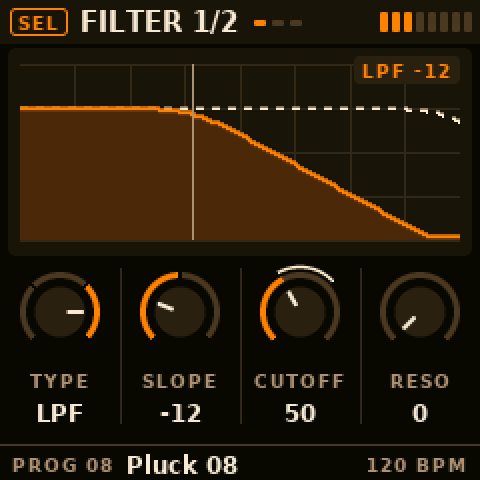 SEL FILTER 1/2
LPF -12
TYPE SLOPE CUTOFF RESO
LPF -12 50 0
PROG 08 Pluck 08 120 BPM